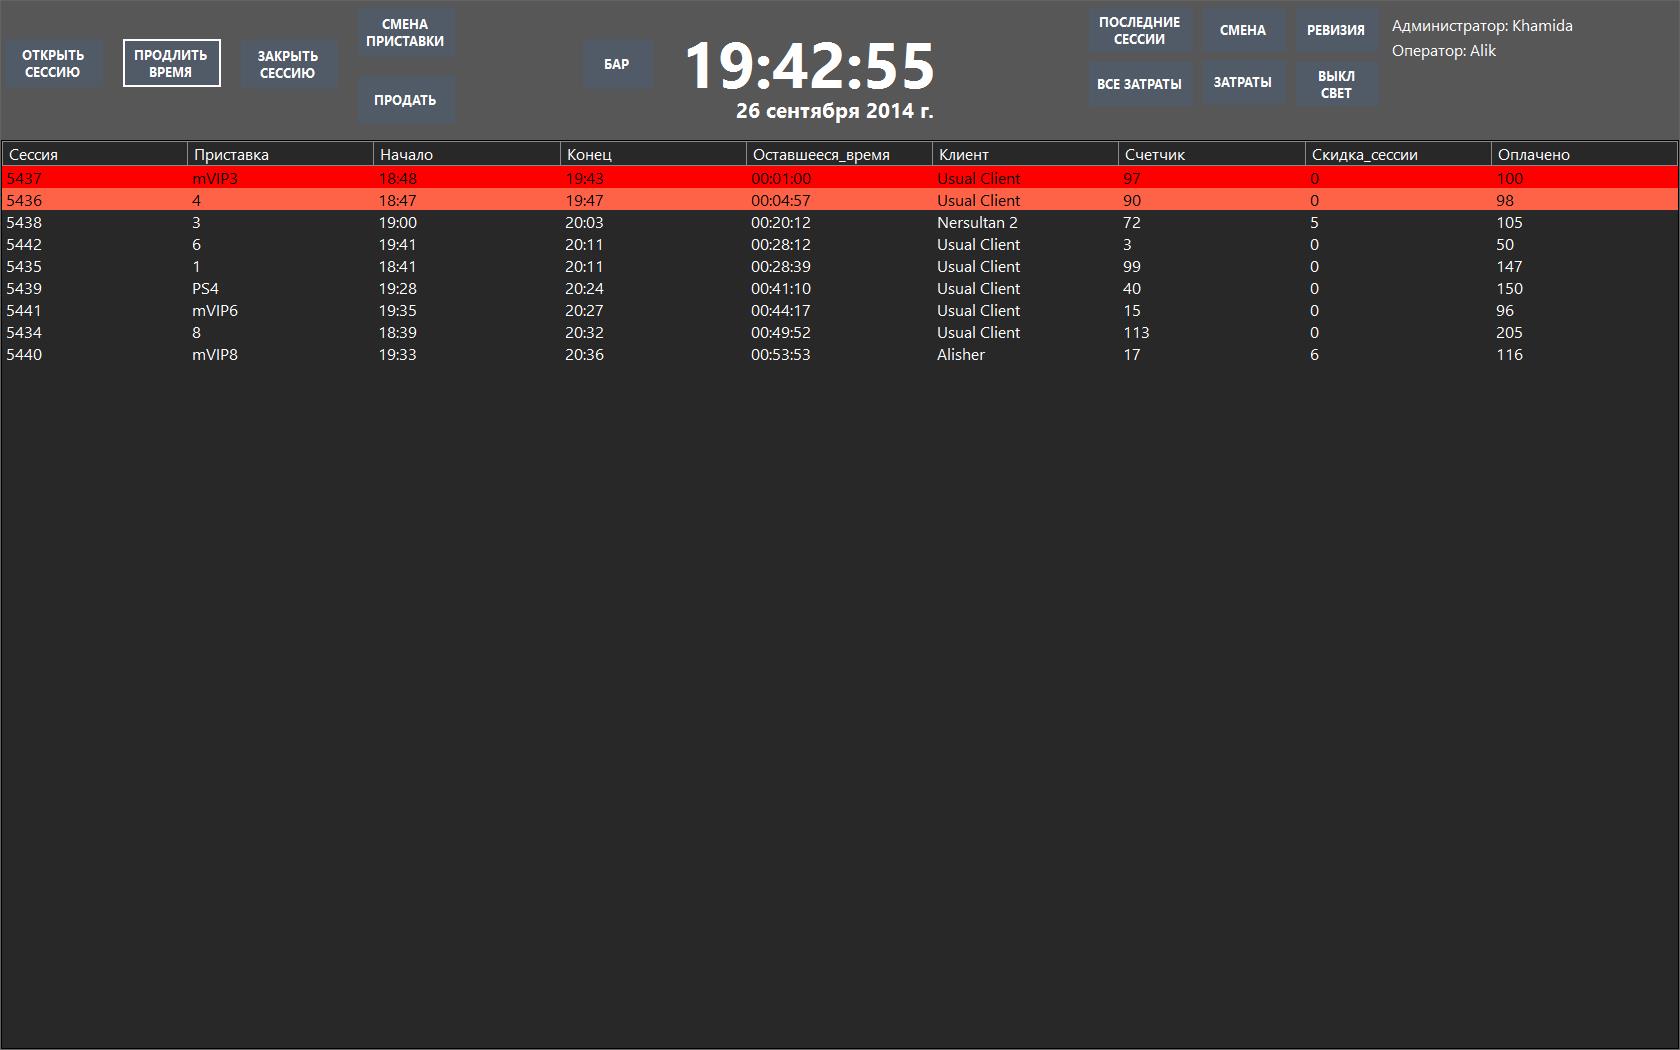 ОТКРЫТЬ
СЕССИЮ
ПРОДЛИТЬ
ВРЕМЯ
ЗАКРЫТЬ
СЕССИЮ
СМЕНА
ПРИСТАВКИ
ПРОДАТЬ
БАР
19:42:55
26 сентября 2014 г.
ПОСЛЕДНИЕ
СЕССИИ
СМЕНА
РЕВИЗИЯ
ВСЕ ЗАТРАТЫ
ЗАТРАТЫ
ВЫКЛ
СВЕТ
Администратор: Khamida
Оператор: Alik
Сессия Приставка Начало Конец Оставшееся_время Клиент Счетчик Скидка_сессии Оплачено
5437 mVIP3 18:48 19:43 00:01:00 Usual Client 97 0 100
5436 4 18:47 19:47 00:04:57 Usual Client 90 0 98
5438 3 19:00 20:03 00:20:12 Nersultan 2 72 5 105
5442 6 19:41 20:11 00:28:12 Usual Client 3 0 50
5435 1 18:41 20:11 00:28:39 Usual Client 99 0 147
5439 PS4 19:28 20:24 00:41:10 Usual Client 40 0 150
5441 mVIP6 19:35 20:27 00:44:17 Usual Client 15 0 96
5434 8 18:39 20:32 00:49:52 Usual Client 113 0 205
5440 mVIP8 19:33 20:36 00:53:53 Alisher 17 6 116